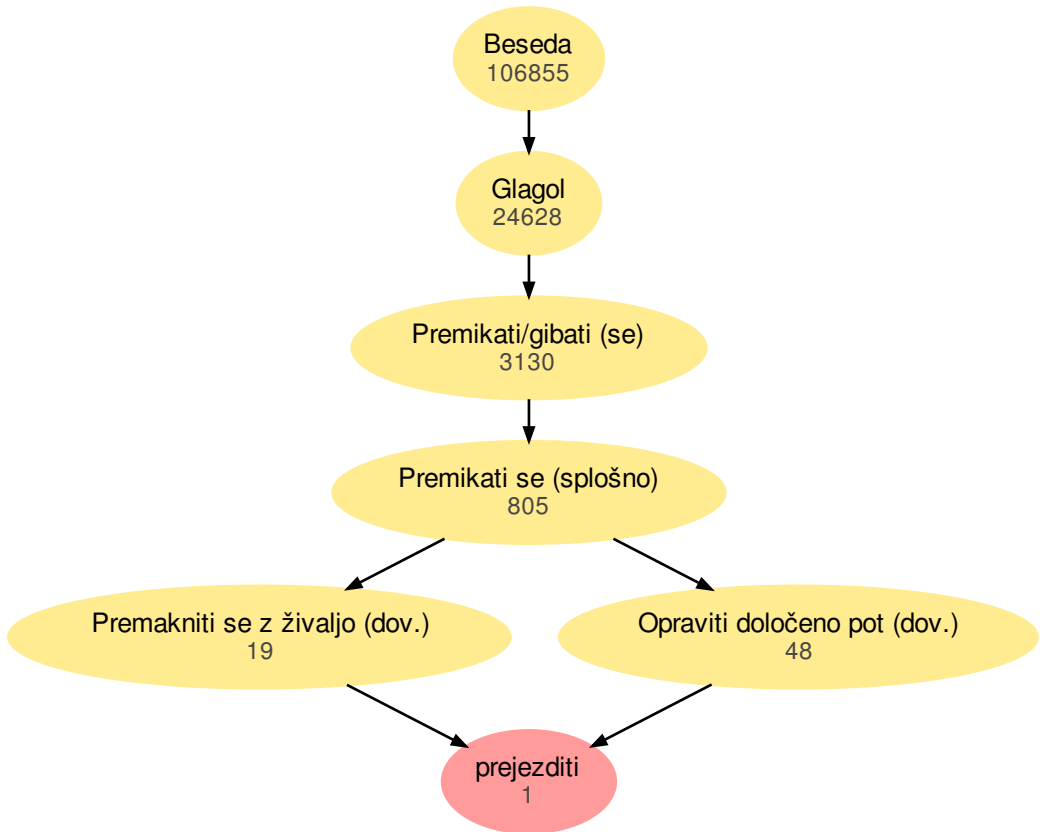 Beseda
106855
Glagol
24628
Premikati/gibati (se)
3130
Premikati se (splošno)
805
Premakniti se z živaljo (dov.)
19
Opraviti določeno pot (dov.)
48
prejezditi
1